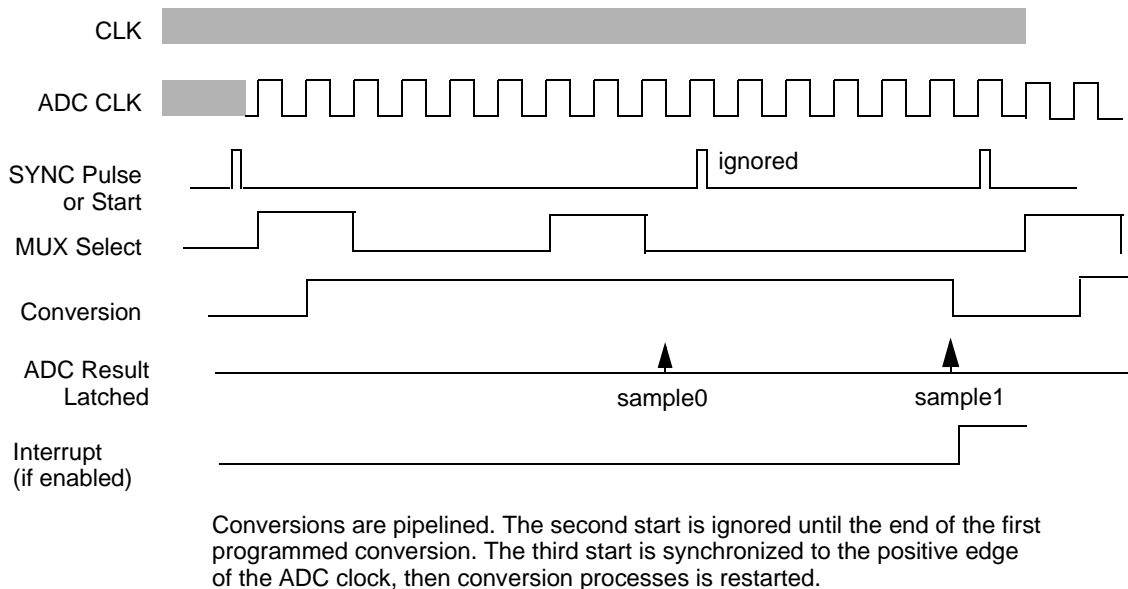 CLK
ADC CLK
SYNC Pulse
or Start
ignored
MUX Select
Conversion
ADC Result
Latched
sample0
sample1
Interrupt
(if enabled)
Conversions are pipelined. The second start is ignored until the end of the first
programmed conversion. The third start is synchronized to the positive edge
of the ADC clock, then conversion processes is restarted.